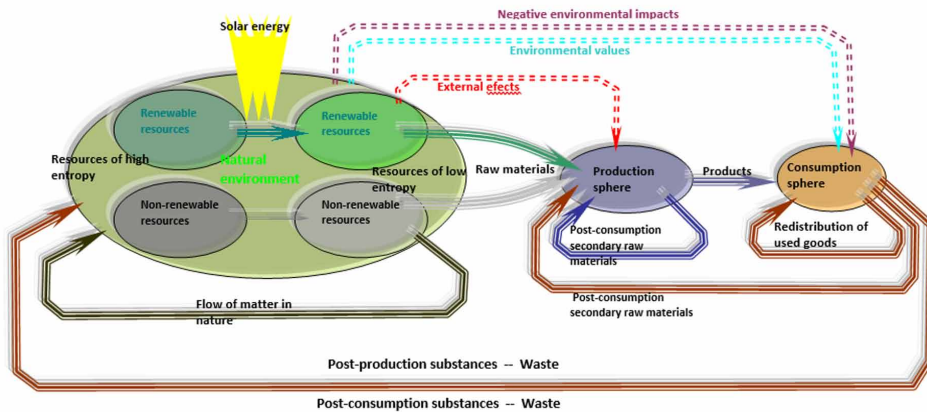 Negative environmental impacts
Solar energy
Environmental values
External efects
Renewable
resources
Renewable
resources
Resources of high
entropy
Natural
environment
Resources of low
entropy
Raw materials
Production
sphere
Products
Consumption
sphere
Non-renewable
resources
Non-renewable
resources
Post-consumption
secondary raw
materials
Redistribution of
used goods
Flow of matter in
nature
Post-consumption
secondary raw materials
Post-production substances -- Waste
Post-consumption substances -- Waste